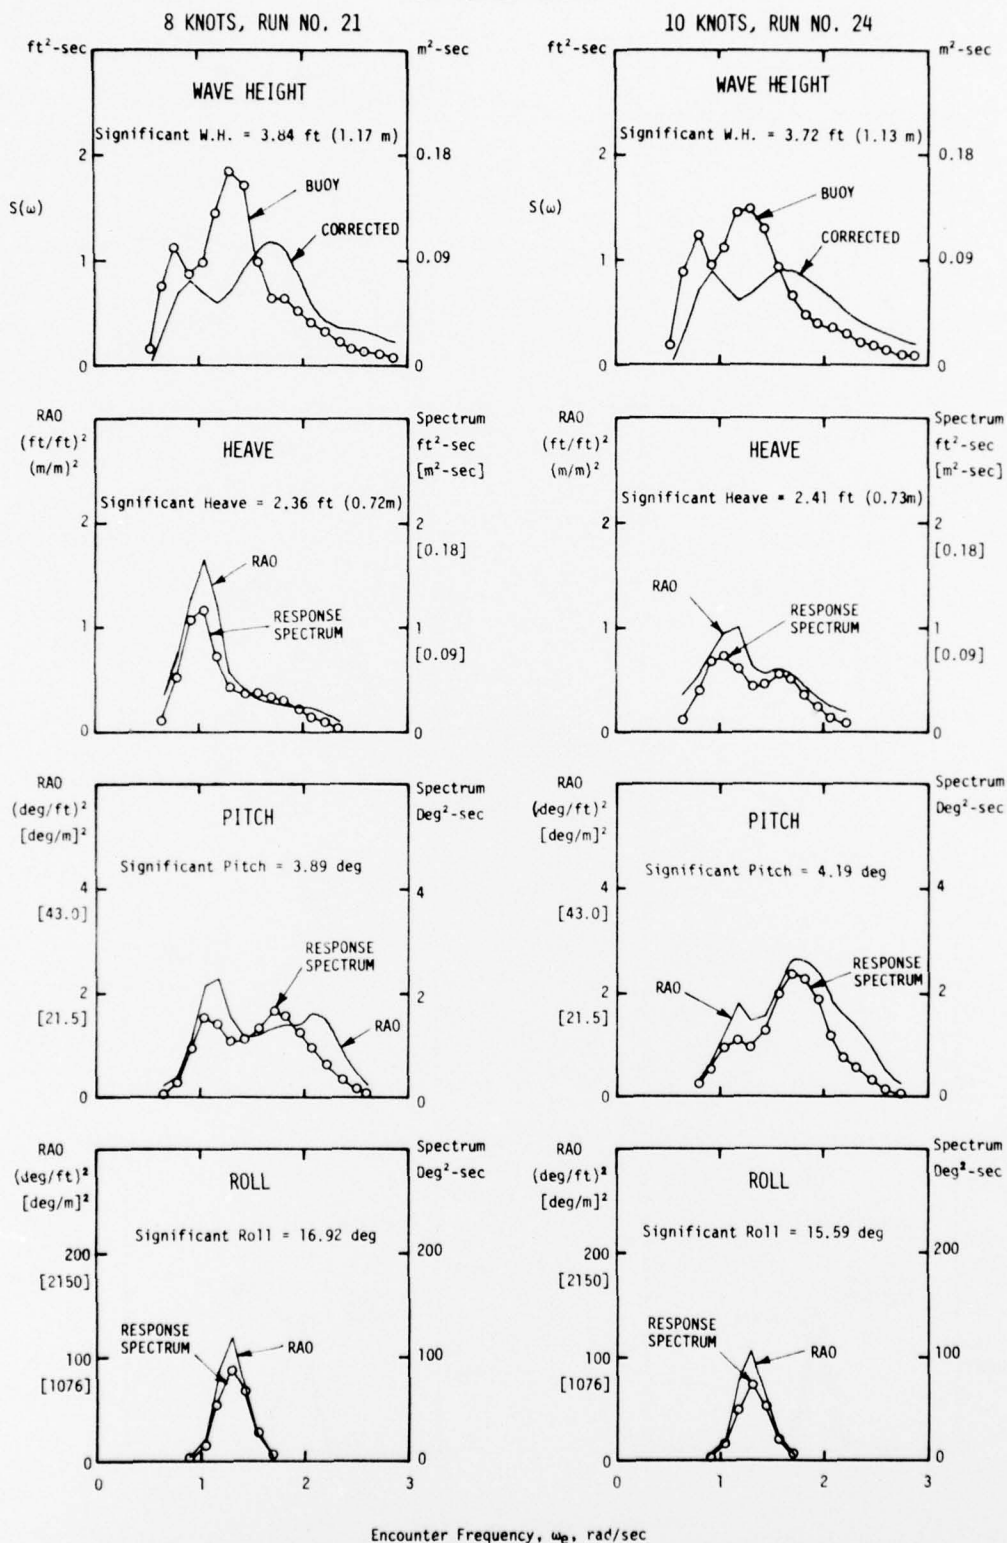 8 KNOTS, RUN NO. 21
ft²-sec
m²-sec
WAVE HEIGHT
Significant W.H. = 3.84 ft (1.17 m)
2
0.18
BUOY
S(ω)
CORRECTED
1
0.09
0
0
10 KNOTS, RUN NO. 24
ft²-sec
m²-sec
WAVE HEIGHT
Significant W.H. = 3.72 ft (1.13 m)
2
0.18
BUOY
S(ω)
CORRECTED
1
0.09
0
0
RAO
(ft/ft)²
(m/m)²
Spectrum
ft²-sec
[m²-sec]
HEAVE
Significant Heave = 2.36 ft (0.72m)
2
2
[0.18]
RAO
RESPONSE
SPECTRUM
1
1
[0.09]
0
0
RAO
(ft/ft)²
(m/m)²
Spectrum
ft²-sec
[m²-sec]
HEAVE
Significant Heave = 2.41 ft (0.73m)
2
2
[0.18]
RAO
RESPONSE
SPECTRUM
1
1
[0.09]
0
0
RAO
(deg/ft)²
[deg/m]²
Spectrum
Deg²-sec
PITCH
Significant Pitch = 3.89 deg
4
4
[43.0]
RESPONSE
SPECTRUM
2
2
[21.5]
RAO
0
0
RAO
(deg/ft)²
[deg/m]²
Spectrum
Deg²-sec
PITCH
Significant Pitch = 4.19 deg
4
4
[43.0]
RESPONSE
SPECTRUM
RAO
2
2
[21.5]
0
0
RAO
(deg/ft)²
[deg/m]²
Spectrum
Deg²-sec
ROLL
Significant Roll = 16.92 deg
200
200
[2150]
RESPONSE
SPECTRUM
RAO
100
100
[1076]
0
0
0 1 2 3
RAO
(deg/ft)²
[deg/m]²
Spectrum
Deg²-sec
ROLL
Significant Roll = 15.59 deg
200
100
[2150]
RESPONSE
SPECTRUM
RAO
100
100
[1076]
0
0
0 1 2 3
Encounter Frequency, ωe, rad/sec